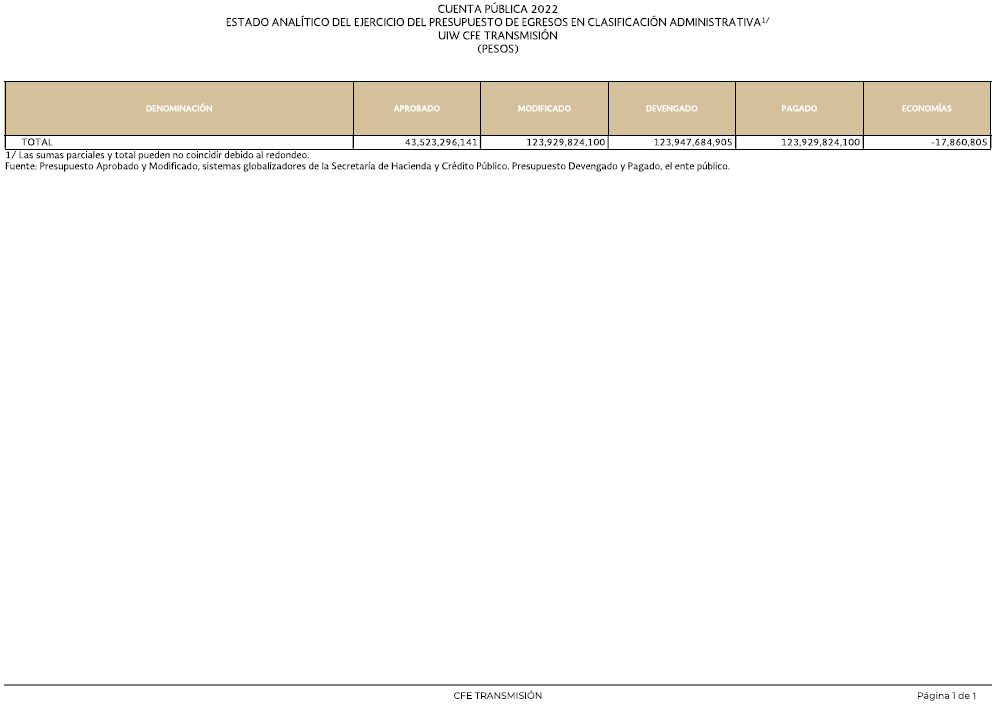 CUENTA PÚBLICA 2022
ESTADO ANALÍTICO DEL EJERCICIO DEL PRESUPUESTO DE EGRESOS EN CLASIFICACIÓN ADMINISTRATIVA1/
UIW CFE TRANSMISIÓN
(PESOS)
DENOMINACIÓN APROBADO MODIFICADO DEVENGADO PAGADO ECONOMÍAS
TOTAL 43,523,296,141 123,929,824,100 123,947,684,905 123,929,824,100 -17,860,805
1/ Las sumas parciales y total pueden no coincidir debido al redondeo.
Fuente: Presupuesto Aprobado y Modificado, sistemas globalizadores de la Secretaría de Hacienda y Crédito Público. Presupuesto Devengado y Pagado, el ente público.
CFE TRANSMISIÓN Página 1 de 1